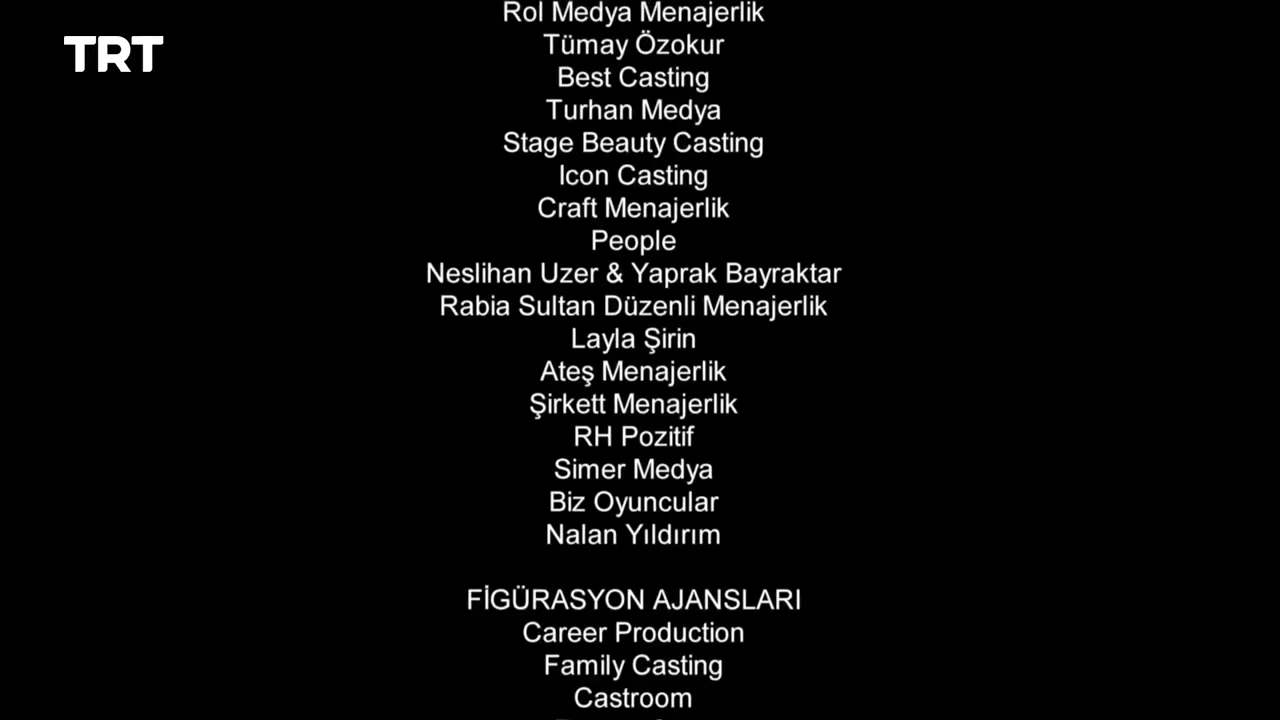 TRT
Rol Medya Menajerlik
Tümay Özokur
Best Casting
Turhan Medya
Stage Beauty Casting
Icon Casting
Craft Menajerlik
People
Neslihan Uzer & Yaprak Bayraktar
Rabia Sultan Düzenli Menajerlik
Layla Şirin
Ateş Menajerlik
Şirkett Menajerlik
RH Pozitif
Simer Medya
Biz Oyuncular
Nalan Yıldırım
FİGÜRASYON AJANSLARI
Career Production
Family Casting
Castroom